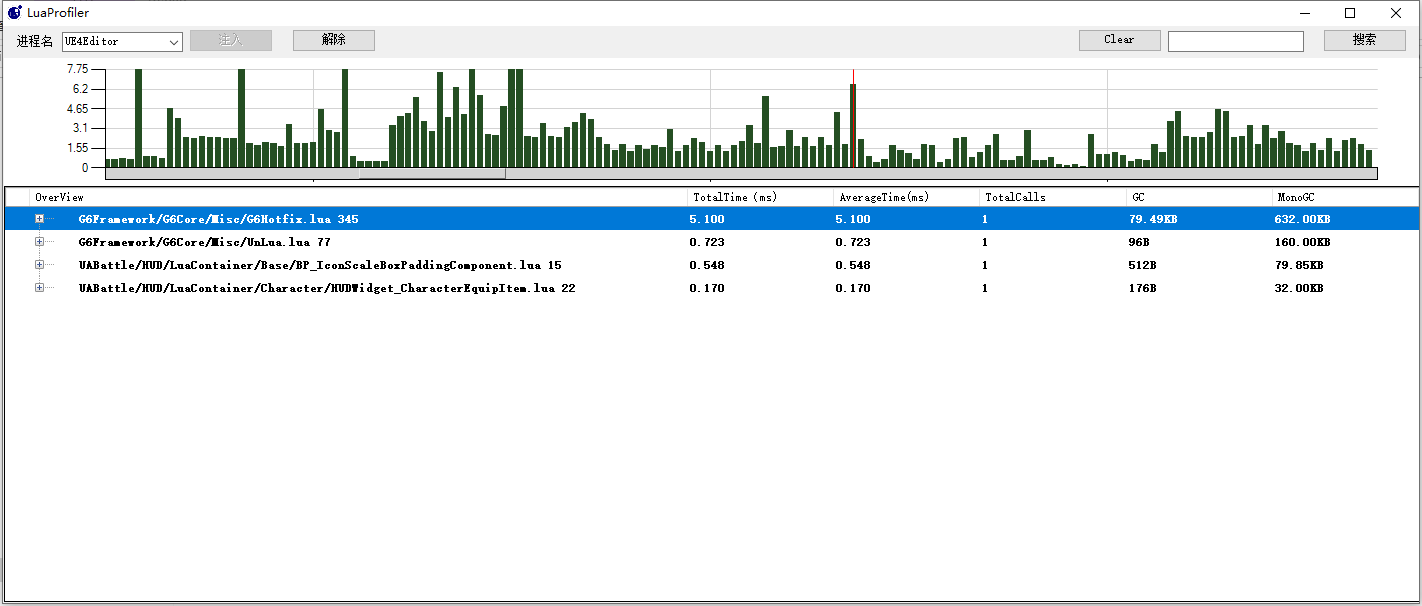 LuaProfiler
进程名 UE4Editor 注入 解除 Clear 搜索
7.75
6.2
4.65
3.1
1.55
0
OverView TotalTime (ms) AverageTime(ms) TotalCalls GC MonoGC
G6Framework/G6Core/Misc/G6Hotfix.lua 345 5.100 5.100 1 79.49KB 632.00KB
G6Framework/G6Core/Misc/UnLua.lua 77 0.723 0.723 1 96B 160.00KB
UABattle/HUD/LuaContainer/Base/BP_IconScaleBoxPaddingComponent.lua 15 0.548 0.548 1 512B 79.85KB
UABattle/HUD/LuaContainer/Character/HUDWidget_CharacterEquipItem.lua 22 0.170 0.170 1 176B 32.00KB